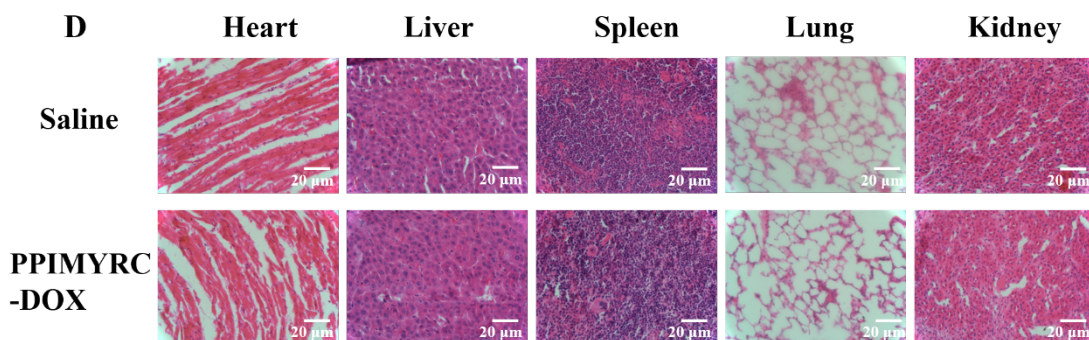 D Heart Liver Spleen Lung Kidney
Saline
20 μm 20 μm 20 μm 20 μm 20 μm
PPIMYRC
-DOX
20 μm 20 μm 20 μm 20 μm 20 μm